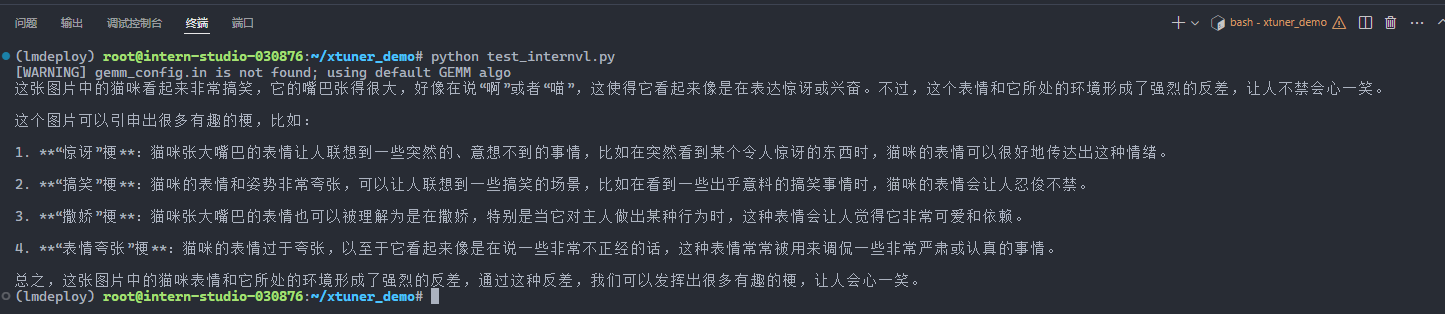 问题 输出 调试控制台 终端 端口 bash - xtuner_demo
(lmdeploy) root@intern-studio-030876:~/xtuner_demo# python test_internvl.py
[WARNING] gemm_config.in is not found; using default GEMM algo
这张图片中的猫咪看起来非常搞笑，它的嘴巴张得很大，好像在说“啊”或者“喵”，这使得它看起来像是在表达惊讶或兴奋。不过，这个表情和它所处的环境形成了强烈的反差，让人不禁会心一笑。
这个图片可以引申出很多有趣的梗，比如：
1. **“惊讶”梗**：猫咪张大嘴巴的表情让人联想到一些突然的、意想不到的事情，比如在突然看到某个令人惊讶的东西时，猫咪的表情可以很好地传达出这种情绪。
2. **“搞笑”梗**：猫咪的表情和姿势非常夸张，可以让人联想到一些搞笑的场景，比如在看到一些出乎意料的搞笑事情时，猫咪的表情会让人忍俊不禁。
3. **“撒娇”梗**：猫咪张大嘴巴的表情也可以被理解为是在撒娇，特别是当它对主人做出某种行为时，这种表情会让人觉得它非常可爱和依赖。
4. **“表情夸张”梗**：猫咪的表情过于夸张，以至于它看起来像是在说一些非常不正经的话，这种表情常常被用来调侃一些非常严肃或认真的事情。
总之，这张图片中的猫咪表情和它所处的环境形成了强烈的反差，通过这种反差，我们可以发挥出很多有趣的梗，让人会心一笑。
(lmdeploy) root@intern-studio-030876:~/xtuner_demo#